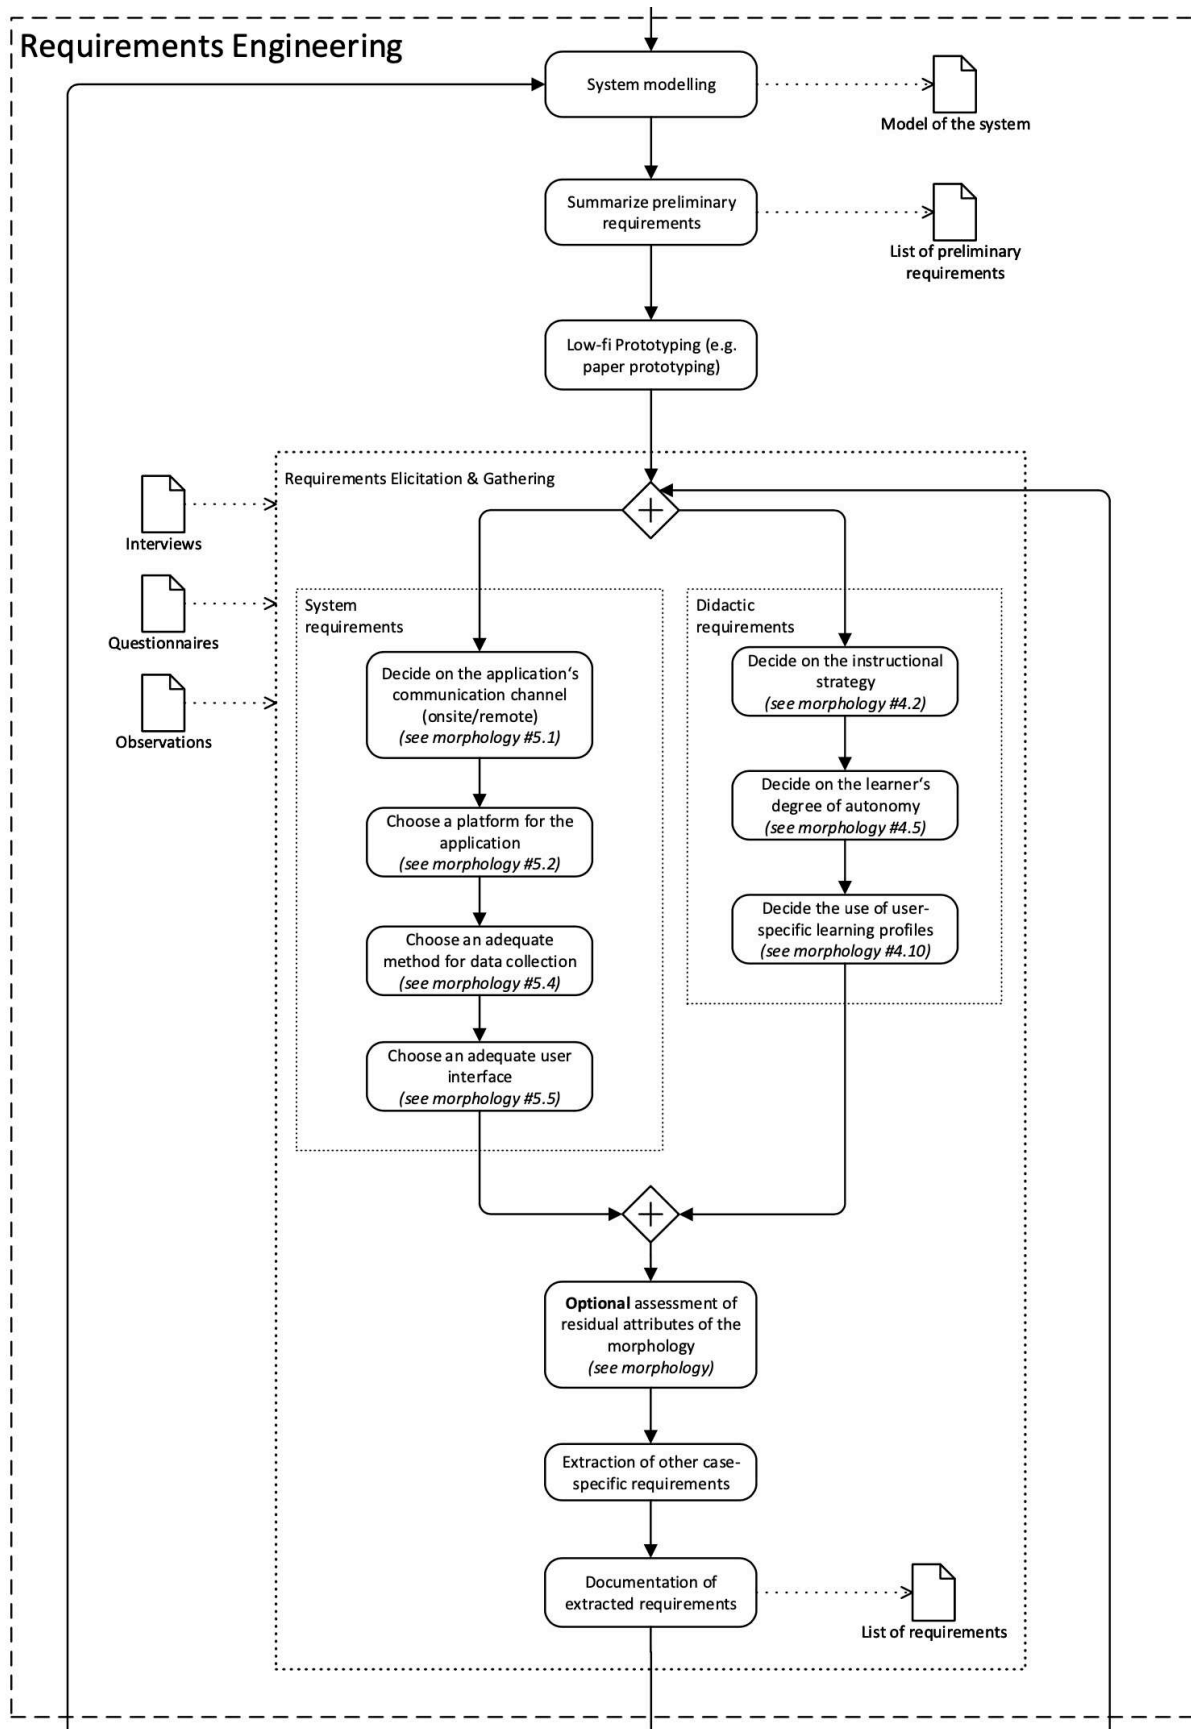 Requirements Engineering
System modelling
Model of the system
Summarize preliminary
requirements
List of preliminary
requirements
Low-fi Prototyping (e.g.
paper prototyping)
Requirements Elicitation & Gathering
Interviews
Questionnaires
Observations
System
requirements
Decide on the application‘s
communication channel
(onsite/remote)
(see morphology #5.1)
Choose a platform for the
application
(see morphology #5.2)
Choose an adequate
method for data collection
(see morphology #5.4)
Choose an adequate user
interface
(see morphology #5.5)
Didactic
requirements
Decide on the instructional
strategy
(see morphology #4.2)
Decide on the learner‘s
degree of autonomy
(see morphology #4.5)
Decide the use of user-
specific learning profiles
(see morphology #4.10)
Optional assessment of
residual attributes of the
morphology
(see morphology)
Extraction of other case-
specific requirements
Documentation of
extracted requirements
List of requirements